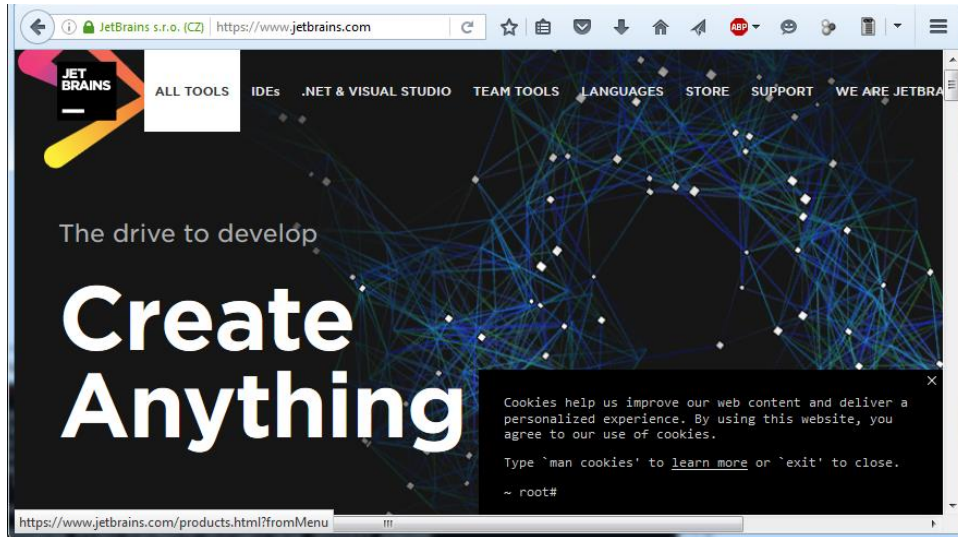 JetBrains s.r.o. (CZ) https://www.jetbrains.com
ABP
JET
BRAINS
ALL TOOLS IDEs .NET & VISUAL STUDIO TEAM TOOLS LANGUAGES STORE SUPPORT WE ARE JETBRA
The drive to develop
Create
Anything
Cookies help us improve our web content and deliver a
personalized experience. By using this website, you
agree to our use of cookies.
Type `man cookies' to learn more or `exit' to close.
~ root#
https://www.jetbrains.com/products.html?fromMenu